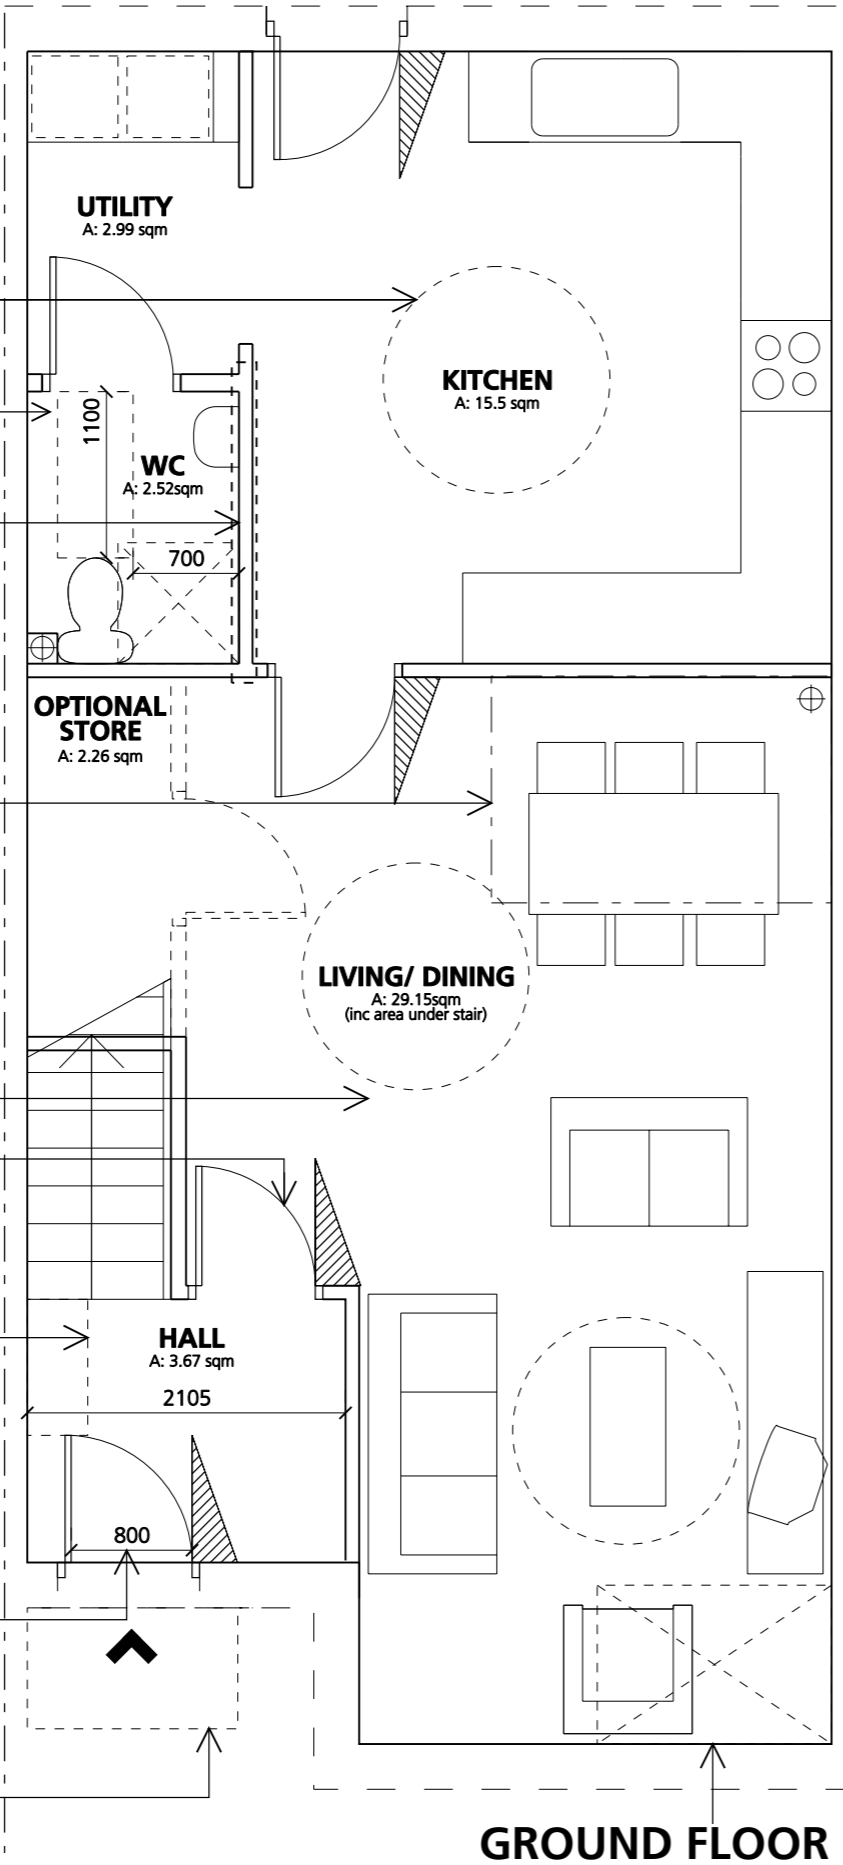 UTILITY
A: 2.99 sqm
KITCHEN
A: 15.5 sqm
1100
WC
A: 2.52sqm
700
OPTIONAL
STORE
A: 2.26 sqm
LIVING/ DINING
A: 29.15sqm
(inc area under stair)
HALL
A: 3.67 sqm
2105
800
GROUND FLOOR